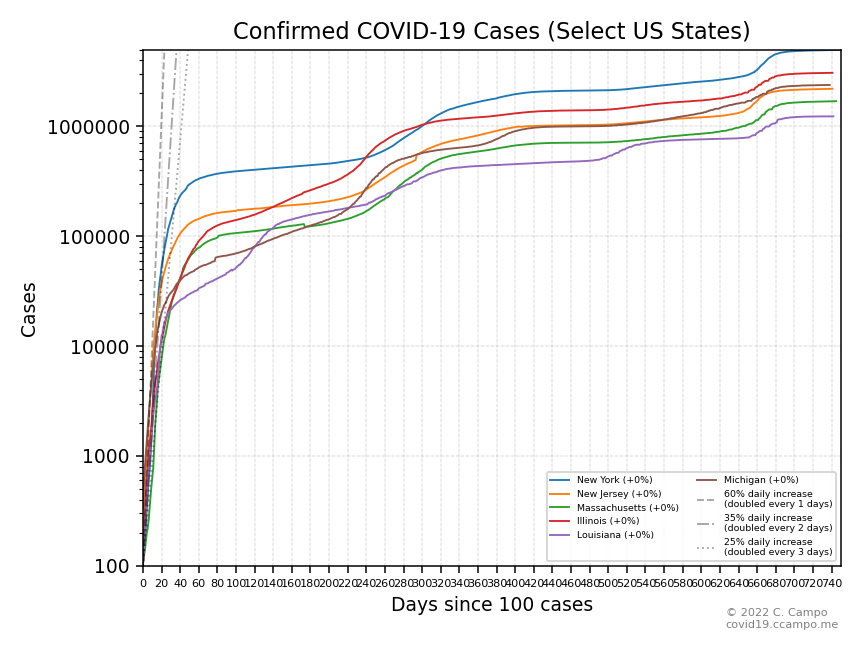 Confirmed COVID-19 Cases (Select US States)
1000000
100000
10000
1000
100
Cases
New York (+0%)
New Jersey (+0%)
Massachusetts (+0%)
Illinois (+0%)
Louisiana (+0%)
Michigan (+0%)
60% daily increase
(doubled every 1 days)
35% daily increase
(doubled every 2 days)
25% daily increase
(doubled every 3 days)
0 20 40 60 80 100 120 140 160 180 200 220 240 260 280 300 320 340 360 380 400 420 440 460 480 500 520 540 560 580 600 620 640 660 680 700 720 740
Days since 100 cases
© 2022 C. Campo
covid19.ccampo.me